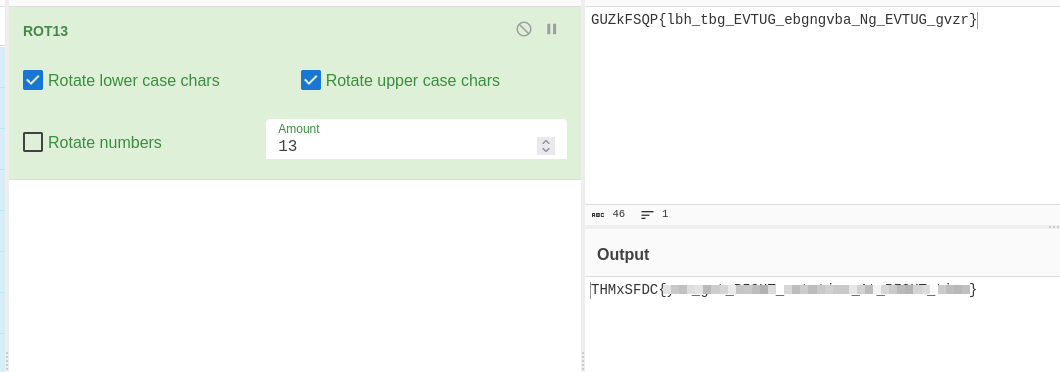 ROT13
Rotate lower case chars
Rotate upper case chars
Rotate numbers
Amount
13
GUZkFSQP{lbh_tbg_EVTUG_ebgngvba_Ng_EVTUG_gvzr}
ABC 46 1
Output
THMxSFDC{
}